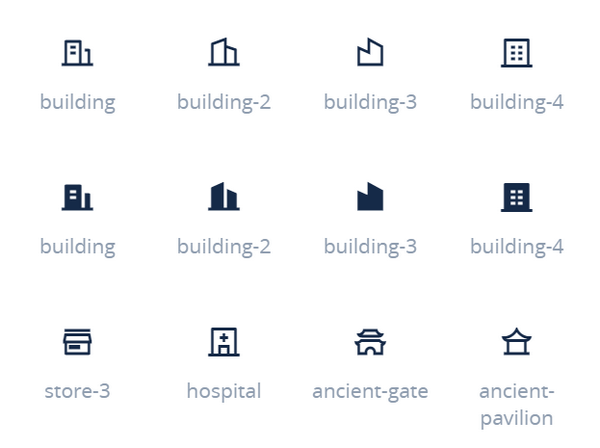 building
building-2
building-3
building-4
building
building-2
building-3
building-4
store-3
hospital
ancient-gate
ancient-
pavilion